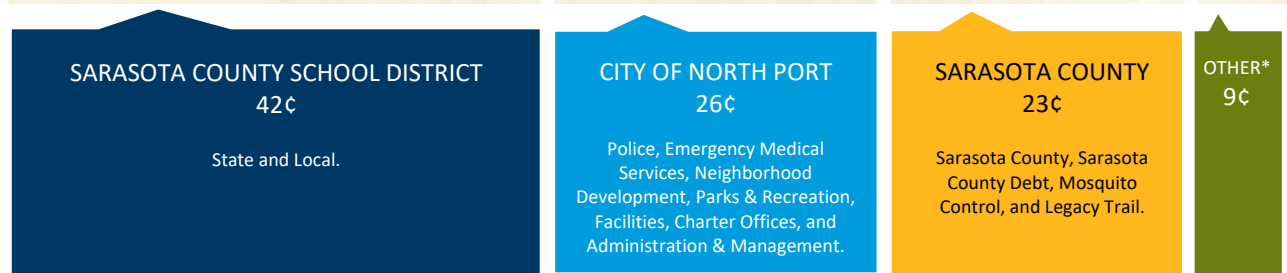 SARASOTA COUNTY SCHOOL DISTRICT
42¢
State and Local.
CITY OF NORTH PORT
26¢
Police, Emergency Medical
Services, Neighborhood
Development, Parks & Recreation,
Facilities, Charter Offices, and
Administration & Management.
SARASOTA COUNTY
23¢
Sarasota County, Sarasota
County Debt, Mosquito
Control, and Legacy Trail.
OTHER*
9¢